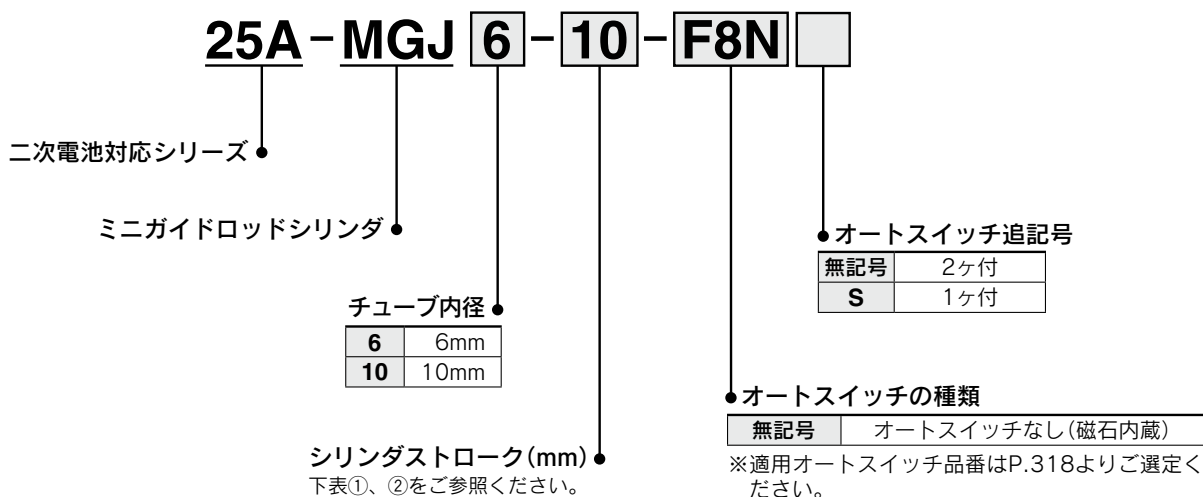 25A-MGJ 6-10-F8N
二次電池対応シリーズ
ミニガイドロッドシリンダ
チューブ内径
6 6mm
10 10mm
シリンダストローク(mm)
下表①、②をご参照ください。
オートスイッチ追記号
無記号 2ヶ付
S 1ヶ付
オートスイッチの種類
無記号 オートスイッチなし(磁石内蔵)
※適用オートスイッチ品番はP.318よりご選定く
ださい。